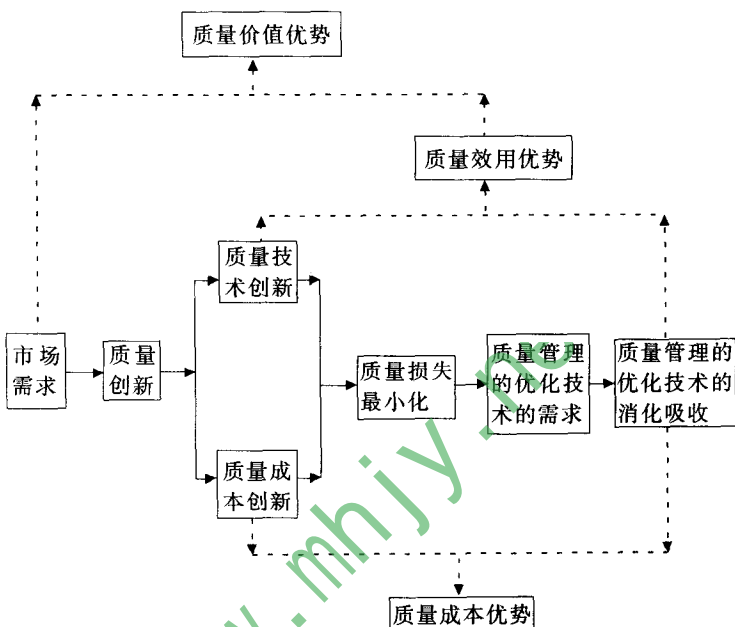 质量价值优势
质量效用优势
质量技
术创新
市场
需求
质量
创新
质量损失
最小化
质量管理
的优化技
术的需求
质量管理的
优化技术的
消化吸收
质量成
本创新
质量成本优势
w.mhjy.ne